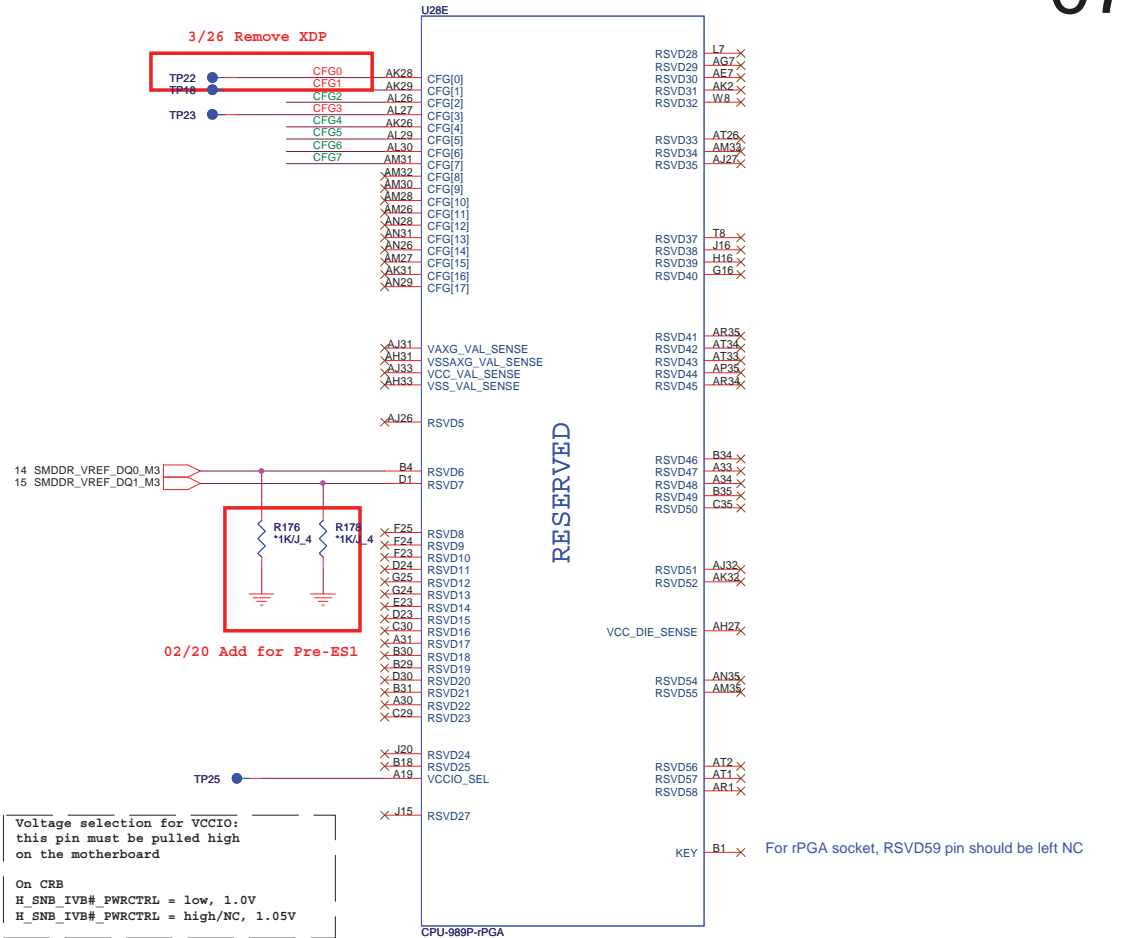 U28E
3/26 Remove XDP
TP22 CFG0 AK28 CFG[0]
TP18 CFG1 AK29 CFG[1]
CFG2 AL26 CFG[2]
TP23 CFG3 AL27 CFG[3]
CFG4 AK26 CFG[4]
CFG5 AL29 CFG[5]
CFG6 AL30 CFG[6]
CFG7 AM31 CFG[7]
AM32 CFG[8]
AM30 CFG[9]
AM28 CFG[10]
AM26 CFG[11]
AN28 CFG[12]
AN31 CFG[13]
AN26 CFG[14]
AM27 CFG[15]
AK31 CFG[16]
AN29 CFG[17]
AJ31 VAXG_VAL_SENSE
AH31 VSSAXG_VAL_SENSE
AJ33 VCC_VAL_SENSE
AH33 VSS_VAL_SENSE
AJ26 RSVD5
14 SMDDR_VREF_DQ0_M3 B4 RSVD6
15 SMDDR_VREF_DQ1_M3 D1 RSVD7
R176 *1K/J_4
R178 *1K/J_4
02/20 Add for Pre-ES1
F25 RSVD8
F24 RSVD9
F23 RSVD10
D24 RSVD11
G25 RSVD12
G24 RSVD13
E23 RSVD14
D23 RSVD15
C30 RSVD16
A31 RSVD17
B30 RSVD18
B29 RSVD19
D30 RSVD20
B31 RSVD21
A30 RSVD22
C29 RSVD23
J20 RSVD24
B18 RSVD25
TP25 A19 VCCIO_SEL
J15 RSVD27
RESERVED
RSVD28 L7
RSVD29 AG7
RSVD30 AE7
RSVD31 AK2
RSVD32 W8
RSVD33 AT26
RSVD34 AM33
RSVD35 AJ27
RSVD37 T8
RSVD38 J16
RSVD39 H16
RSVD40 G16
RSVD41 AR35
RSVD42 AT34
RSVD43 AT33
RSVD44 AP35
RSVD45 AR34
RSVD46 B34
RSVD47 A33
RSVD48 A34
RSVD49 B35
RSVD50 C35
RSVD51 AJ32
RSVD52 AK32
VCC_DIE_SENSE AH27
RSVD54 AN35
RSVD55 AM35
RSVD56 AT2
RSVD57 AT1
RSVD58 AR1
KEY B1
For rPGA socket, RSVD59 pin should be left NC
Voltage selection for VCCIO:
this pin must be pulled high
on the motherboard
On CRB
H_SNB_IVB#_PWRCTRL = low, 1.0V
H_SNB_IVB#_PWRCTRL = high/NC, 1.05V
CPU-989P-rPGA